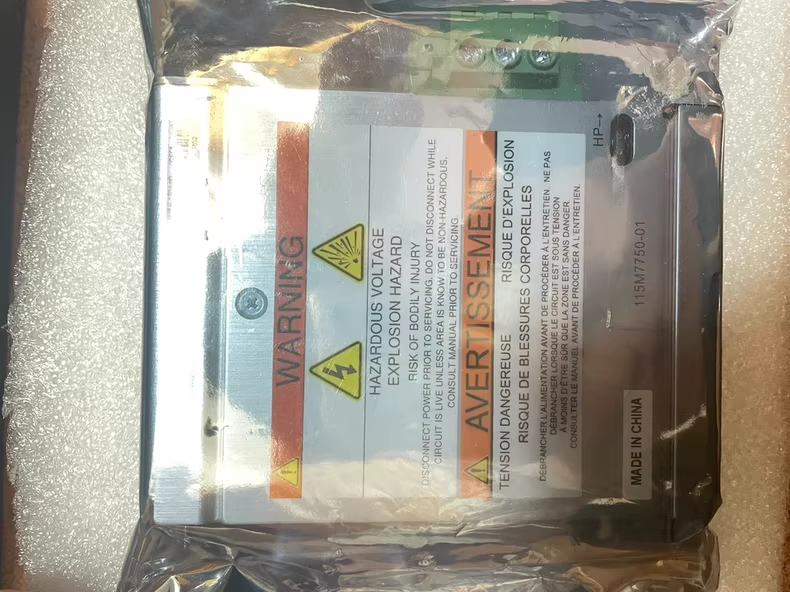 WARNING
HAZARDOUS VOLTAGE
EXPLOSION HAZARD
RISK OF BODILY INJURY
DISCONNECT POWER PRIOR TO SERVICING. DO NOT DISCONNECT WHILE
CIRCUIT IS LIVE UNLESS AREA IS KNOW TO BE NON-HAZARDOUS.
CONSULT MANUAL PRIOR TO SERVICING.
AVERTISSEMENT
TENSION DANGEREUSE RISQUE D'EXPLOSION
RISQUE DE BLESSURES CORPORELLES
DÉBRANCHER L'ALIMENTATION AVANT DE PROCÉDER À L'ENTRETIEN. NE PAS
DÉBRANCHER LORSQUE LE CIRCUIT EST SOUS TENSION
À MOINS D'ÊTRE SÛR QUE LA ZONE EST SANS DANGER.
CONSULTER LE MANUEL AVANT DE PROCÉDER À L'ENTRETIEN.
HP→
MADE IN CHINA
115M7750-01